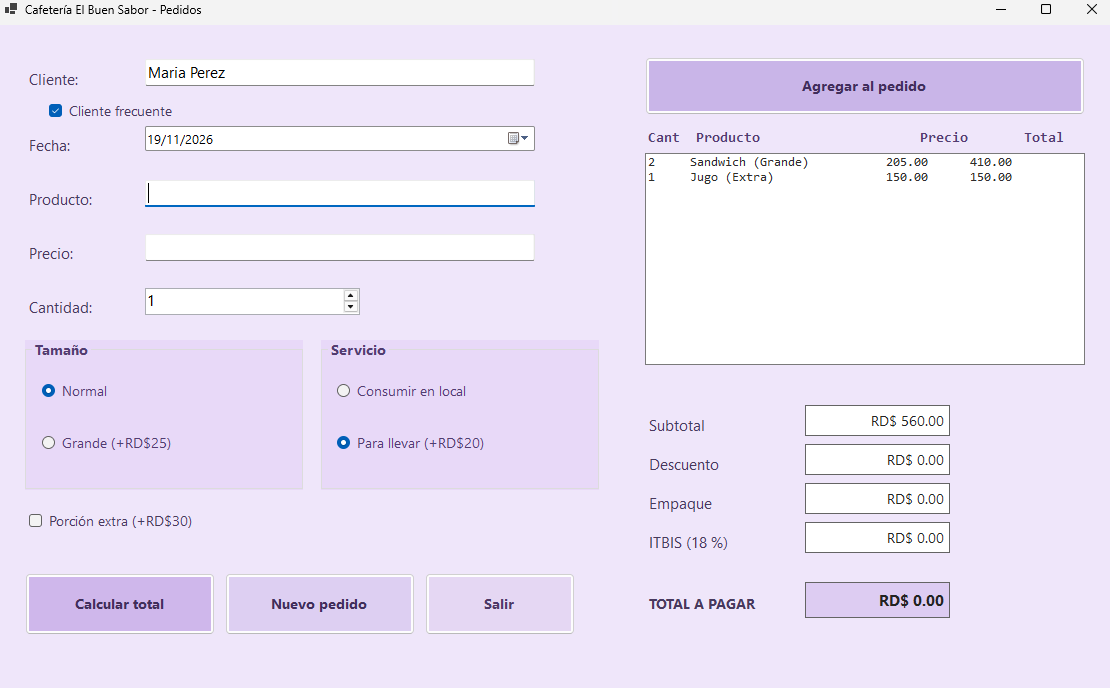 Cafetería El Buen Sabor - Pedidos
Cliente: Maria Perez
Cliente frecuente
Fecha: 19/11/2026
Producto:
Precio:
Cantidad: 1
Tamaño
Normal
Grande (+RD$25)
Servicio
Consumir en local
Para llevar (+RD$20)
Porción extra (+RD$30)
Calcular total
Nuevo pedido
Salir
Agregar al pedido
Cant Producto Precio Total
2 Sandwich (Grande) 205.00 410.00
1 Jugo (Extra) 150.00 150.00
Subtotal RD$ 560.00
Descuento RD$ 0.00
Empaque RD$ 0.00
ITBIS (18 %) RD$ 0.00
TOTAL A PAGAR RD$ 0.00